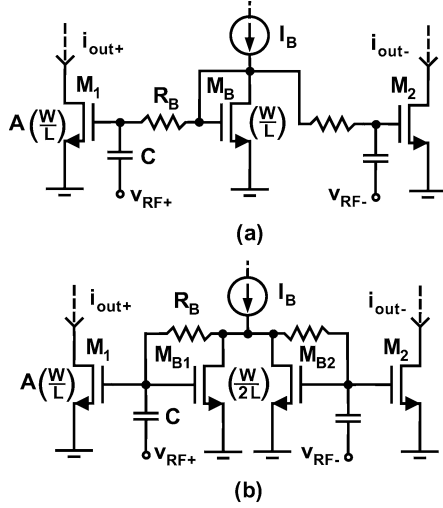 i_out+ I_B i_out-
M_1 R_B M_B M_2
A(W/L) (W/L)
C
v_RF+ v_RF-
(a)
i_out+ R_B I_B i_out-
M_1 M_B1 M_B2 M_2
A(W/L) (W/2L)
C
v_RF+ v_RF-
(b)